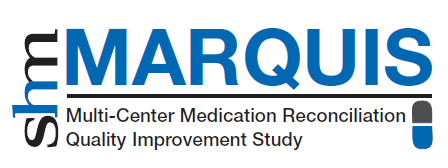 shm
MARQUIS
Multi-Center Medication Reconciliation
Quality Improvement Study